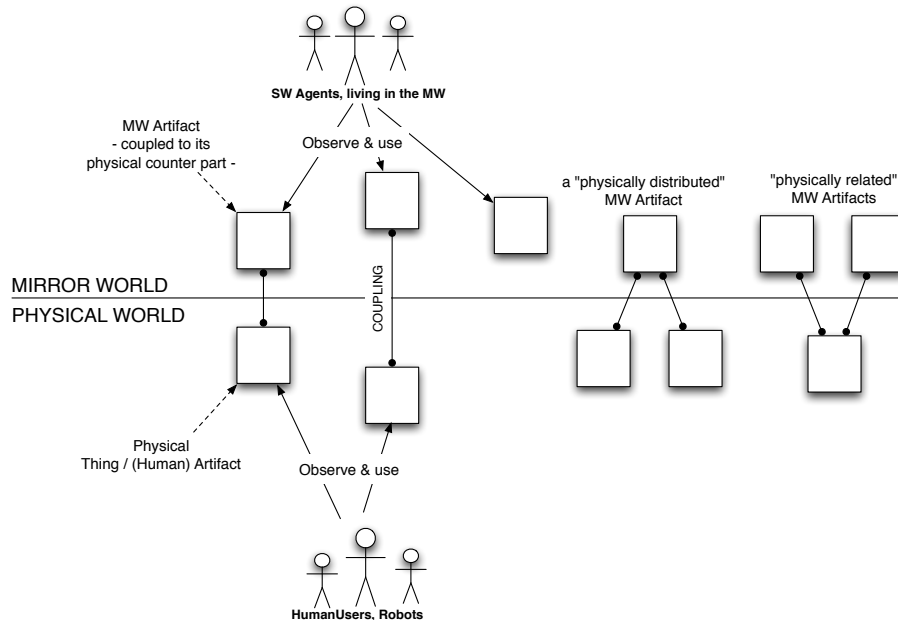 SW Agents, living in the MW
MW Artifact
- coupled to its
physical counter part -
Observe & use
a "physically distributed"
MW Artifact
"physically related"
MW Artifacts
MIRROR WORLD
PHYSICAL WORLD
COUPLING
Physical
Thing / (Human) Artifact
Observe & use
HumanUsers, Robots